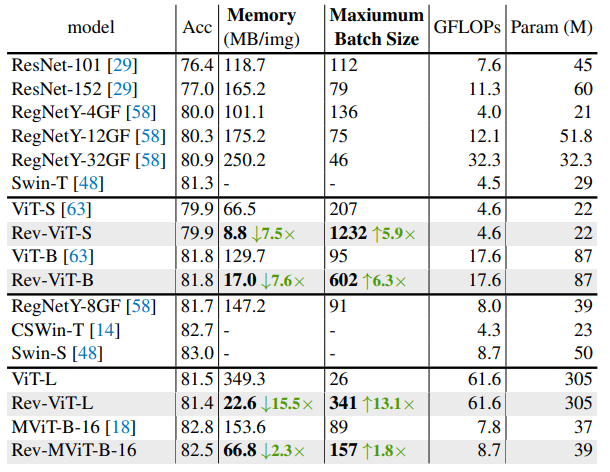 model Acc Memory (MB/img) Maxiumum Batch Size GFLOPs Param (M)
ResNet-101 [29] 76.4 118.7 112 7.6 45
ResNet-152 [29] 77.0 165.2 79 11.3 60
RegNetY-4GF [58] 80.0 101.1 136 4.0 21
RegNetY-12GF [58] 80.3 175.2 75 12.1 51.8
RegNetY-32GF [58] 80.9 250.2 46 32.3 32.3
Swin-T [48] 81.3 - - 4.5 29
ViT-S [63] 79.9 66.5 207 4.6 22
Rev-ViT-S 79.9 8.8 ↓7.5× 1232 ↑5.9× 4.6 22
ViT-B [63] 81.8 129.7 95 17.6 87
Rev-ViT-B 81.8 17.0 ↓7.6× 602 ↑6.3× 17.6 87
RegNetY-8GF [58] 81.7 147.2 91 8.0 39
CSWin-T [14] 82.7 - - 4.3 23
Swin-S [48] 83.0 - - 8.7 50
ViT-L 81.5 349.3 26 61.6 305
Rev-ViT-L 81.4 22.6 ↓15.5× 341 ↑13.1× 61.6 305
MViT-B-16 [18] 82.8 153.6 89 7.8 37
Rev-MViT-B-16 82.5 66.8 ↓2.3× 157 ↑1.8× 8.7 39